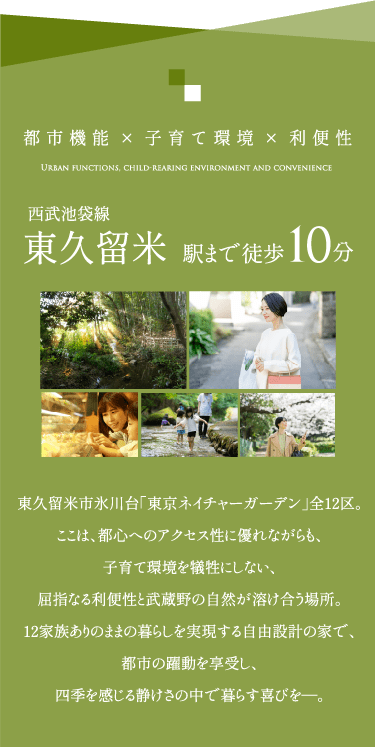 都市機能 × 子育て環境 × 利便性
Urban functions, child-rearing environment and convenience
西武池袋線
東久留米 駅まで徒歩10分
東久留米市氷川台「東京ネイチャーガーデン」全12区。
ここは、都心へのアクセス性に優れながらも、
子育て環境を犠牲にしない、
屈指なる利便性と武蔵野の自然が溶け合う場所。
12家族ありのままの暮らしを実現する自由設計の家で、
都市の躍動を享受し、
四季を感じる静けさの中で暮らす喜びを―。